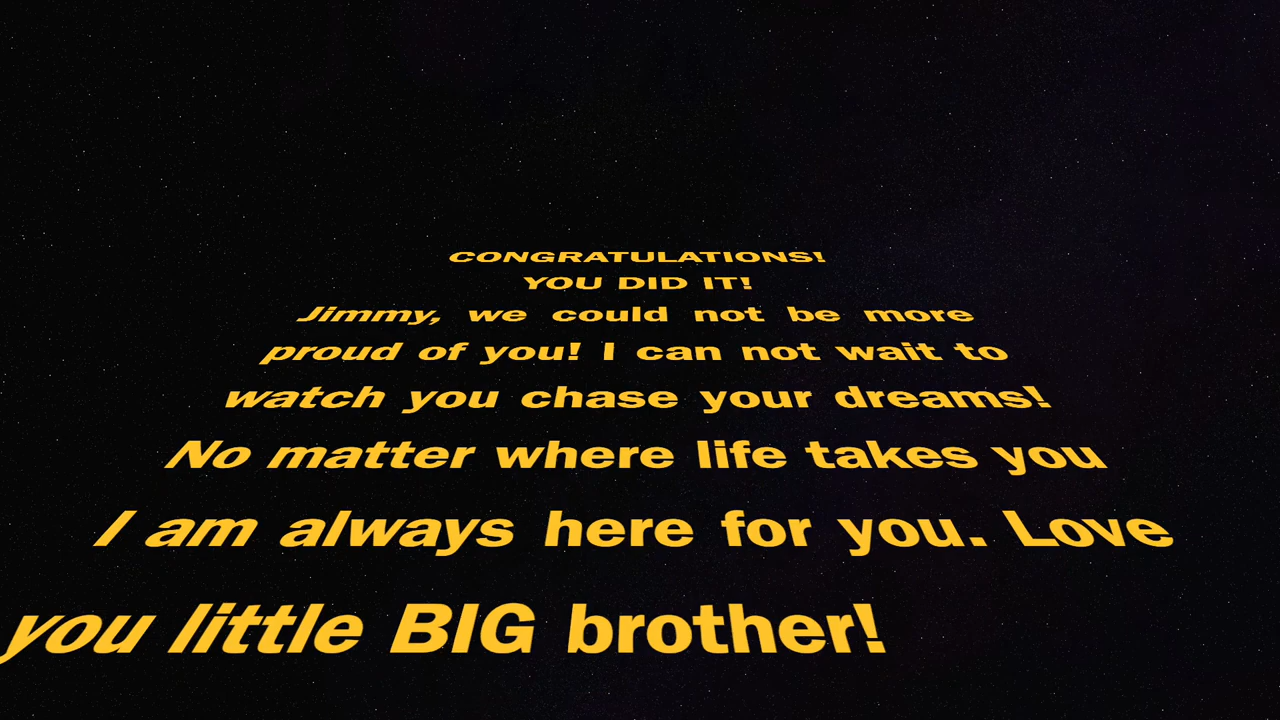 CONGRATULATIONS!
YOU DID IT!
Jimmy, we could not be more
proud of you! I can not wait to
watch you chase your dreams!
No matter where life takes you
I am always here for you. Love
you little BIG brother!